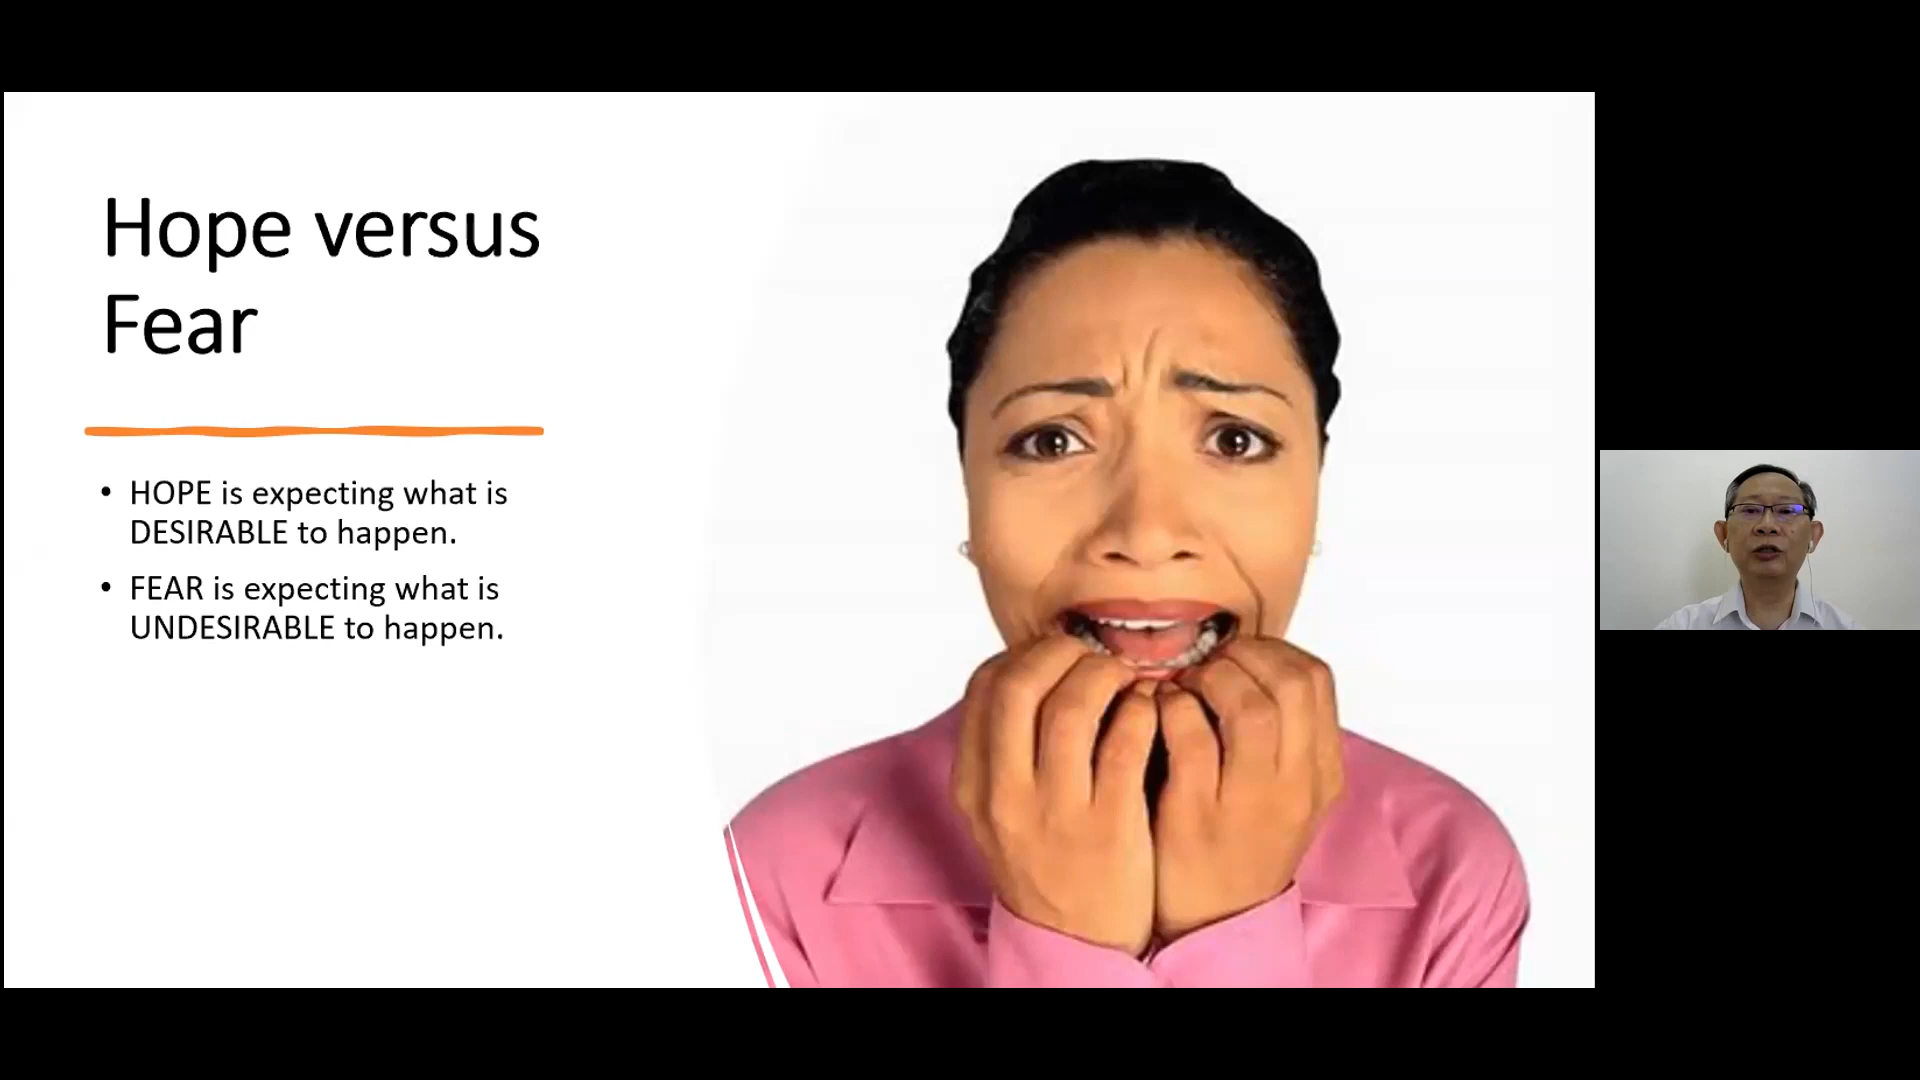 Hope versus
Fear
• HOPE is expecting what is
DESIRABLE to happen.
• FEAR is expecting what is
UNDESIRABLE to happen.